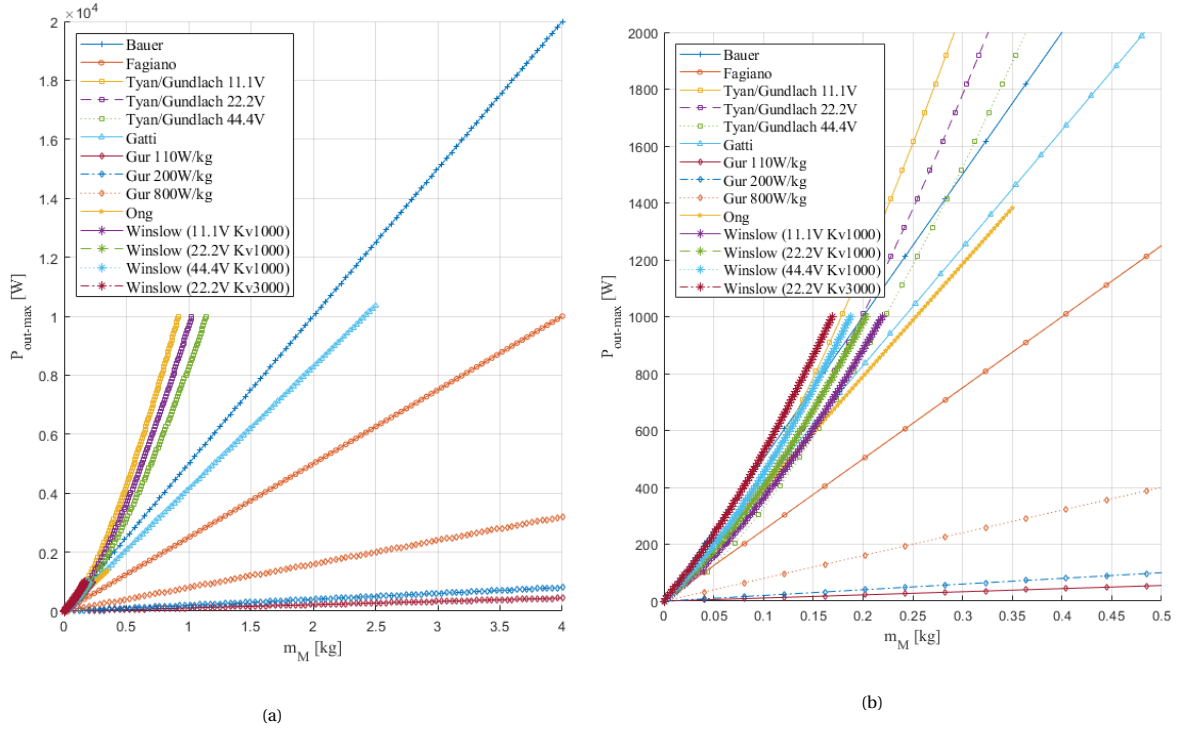 ×10⁴
2
1.8
1.6
1.4
1.2
1
0.8
0.6
0.4
0.2
0
P_out-max [W]
Bauer
Fagiano
Tyan/Gundlach 11.1V
Tyan/Gundlach 22.2V
Tyan/Gundlach 44.4V
Gatti
Gur 110W/kg
Gur 200W/kg
Gur 800W/kg
Ong
Winslow (11.1V Kv1000)
Winslow (22.2V Kv1000)
Winslow (44.4V Kv1000)
Winslow (22.2V Kv3000)
0 0.5 1 1.5 2 2.5 3 3.5 4
m_M [kg]
(a)
2000
1800
1600
1400
1200
1000
800
600
400
200
0
P_out-max [W]
Bauer
Fagiano
Tyan/Gundlach 11.1V
Tyan/Gundlach 22.2V
Tyan/Gundlach 44.4V
Gatti
Gur 110W/kg
Gur 200W/kg
Gur 800W/kg
Ong
Winslow (11.1V Kv1000)
Winslow (22.2V Kv1000)
Winslow (44.4V Kv1000)
Winslow (22.2V Kv3000)
0 0.05 0.1 0.15 0.2 0.25 0.3 0.35 0.4 0.45 0.5
m_M [kg]
(b)